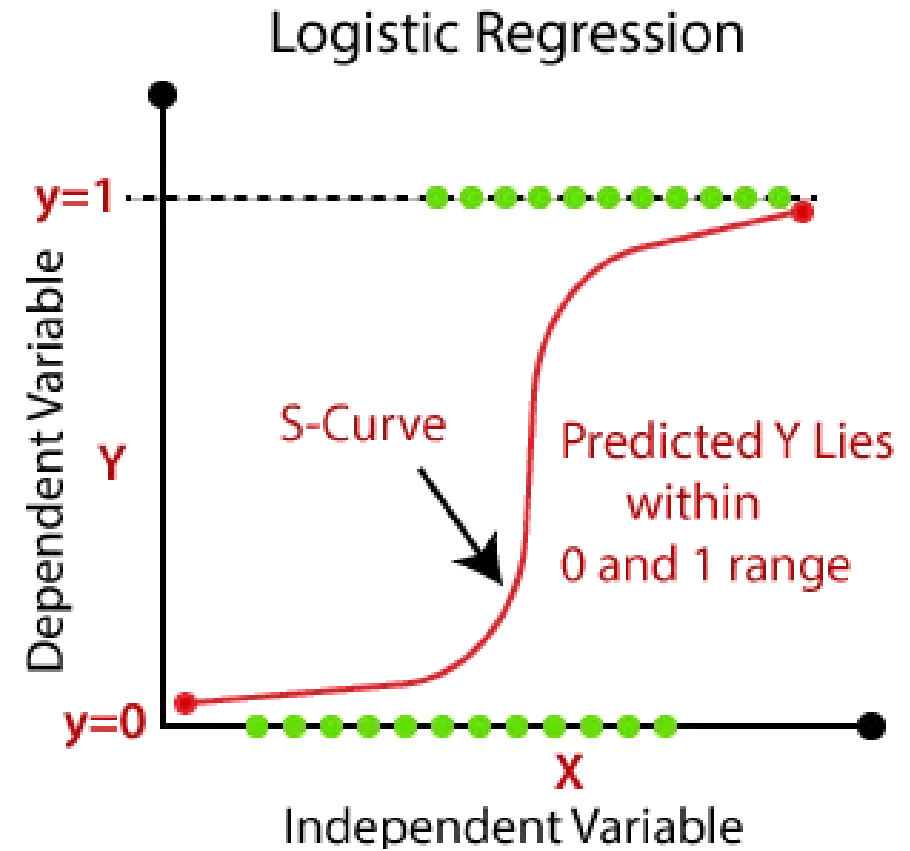 Logistic Regression
y=1
Dependent Variable
Y
S-Curve
Predicted Y Lies
within
0 and 1 range
y=0
X
Independent Variable